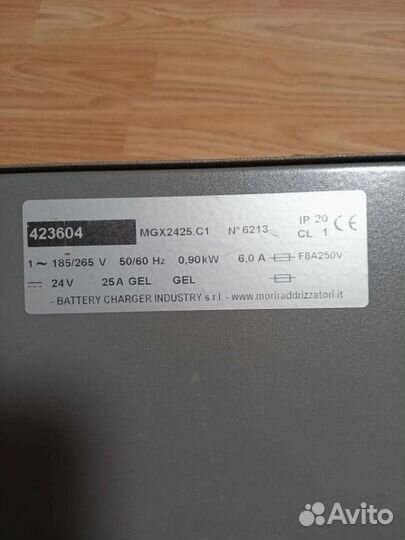 423604 MGX2425.C1 N° 6213 IP 20 CL 1 CE
1 ~ 185/265 V 50/60 Hz 0,90kW 6,0 A F8A250V
24V 25A GEL GEL
- BATTERY CHARGER INDUSTRY s.r.l. - www.moriraddrizzatori.it
Avito